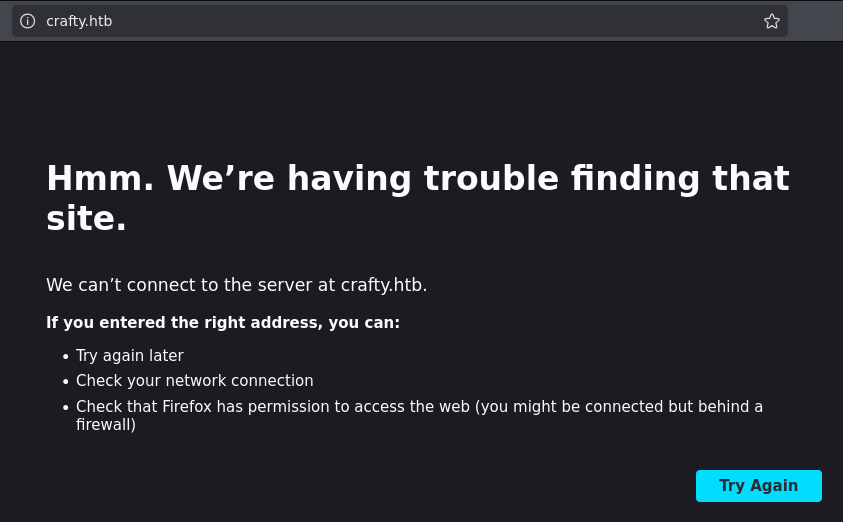 crafty.htb
Hmm. We’re having trouble finding that
site.
We can’t connect to the server at crafty.htb.
If you entered the right address, you can:
• Try again later
• Check your network connection
• Check that Firefox has permission to access the web (you might be connected but behind a
firewall)
Try Again